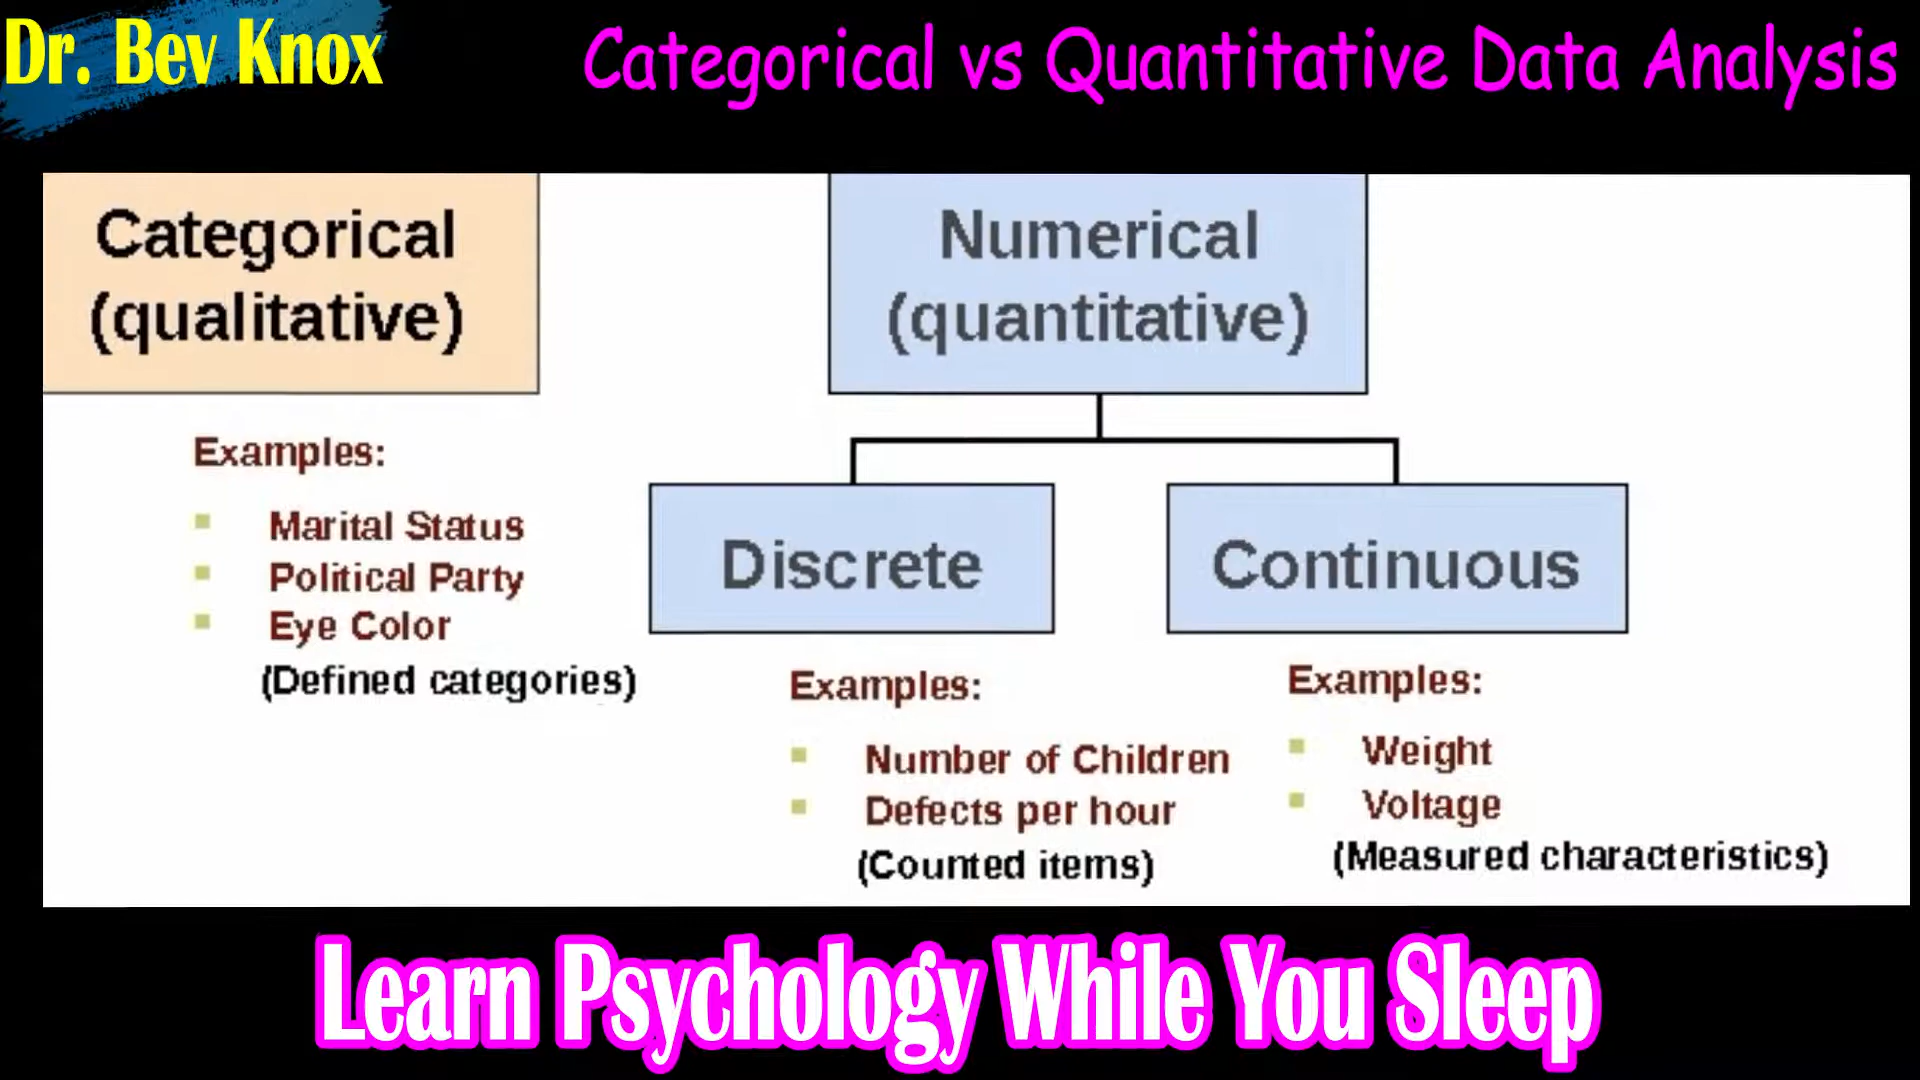 Dr. Bev Knox
Categorical vs Quantitative Data Analysis
Categorical
(qualitative)
Examples:
Marital Status
Political Party
Eye Color
(Defined categories)
Numerical
(quantitative)
Discrete
Examples:
Number of Children
Defects per hour
(Counted items)
Continuous
Examples:
Weight
Voltage
(Measured characteristics)
Learn Psychology While You Sleep